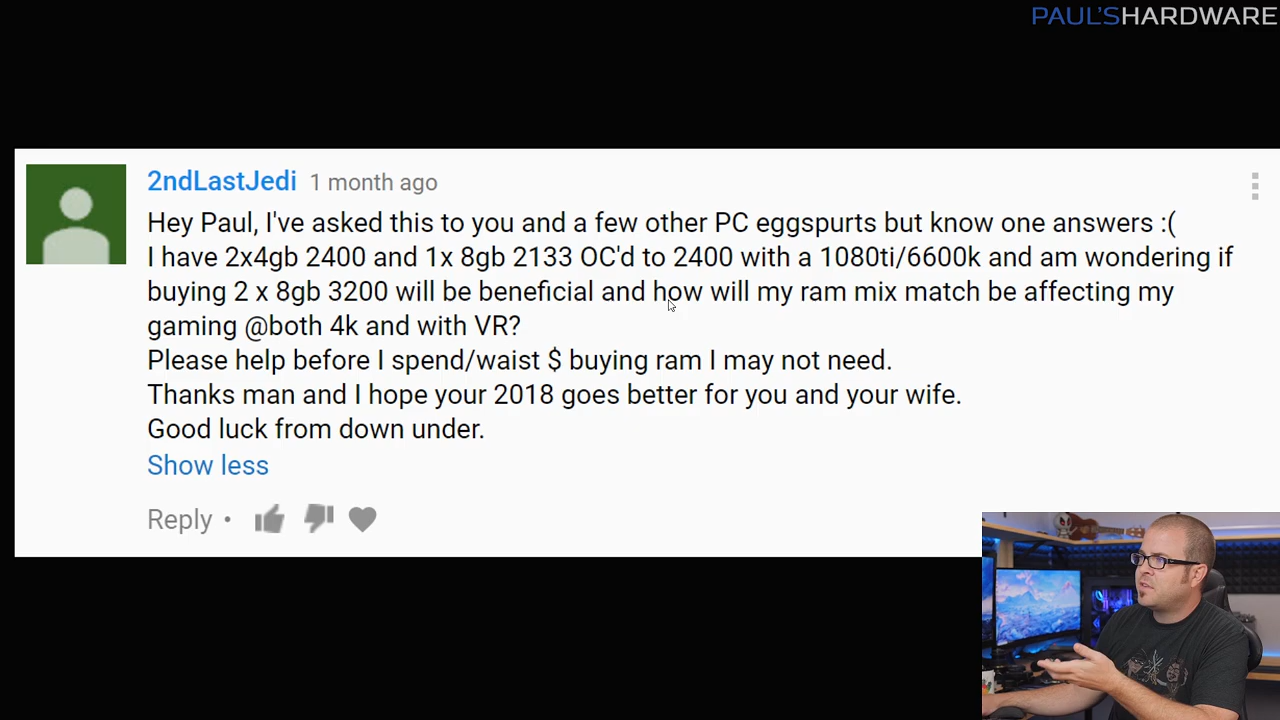 PAUL'SHARDWARE
2ndLastJedi 1 month ago
Hey Paul, I've asked this to you and a few other PC eggspurts but know one answers :(
I have 2x4gb 2400 and 1x 8gb 2133 OC'd to 2400 with a 1080ti/6600k and am wondering if
buying 2 x 8gb 3200 will be beneficial and how will my ram mix match be affecting my
gaming @both 4k and with VR?
Please help before I spend/waist $ buying ram I may not need.
Thanks man and I hope your 2018 goes better for you and your wife.
Good luck from down under.
Show less
Reply •